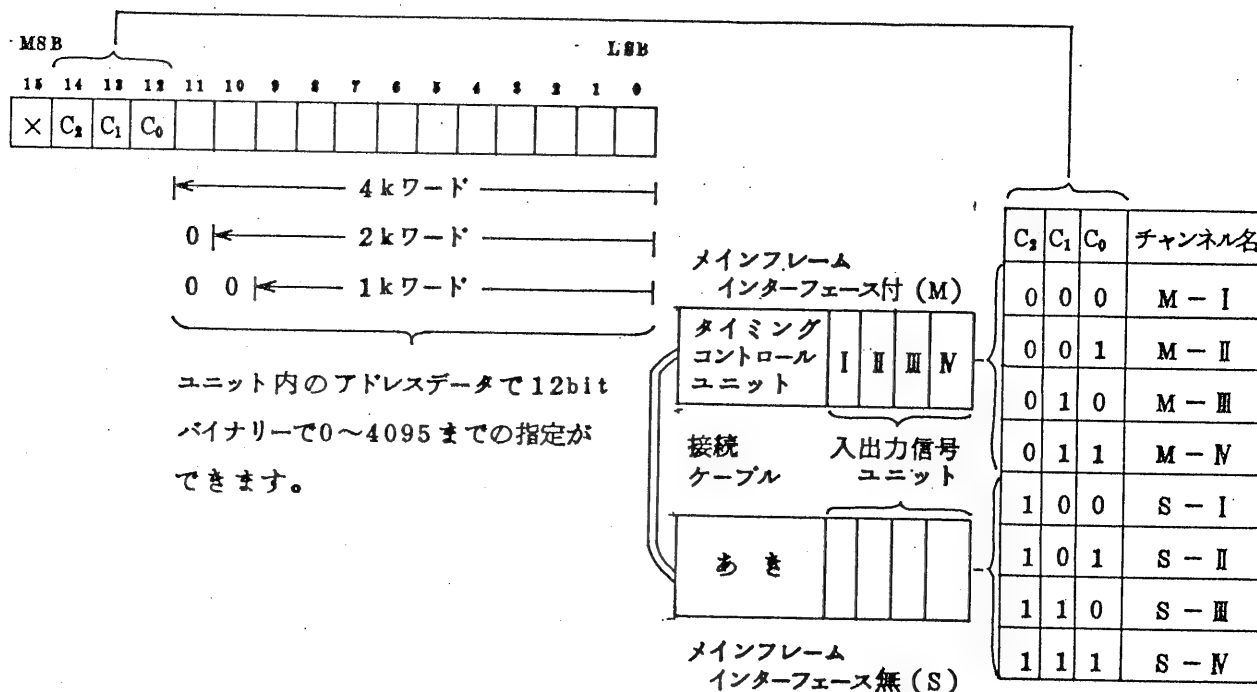 MSB LSB
15 14 13 12 11 10 9 8 7 6 5 4 3 2 1 0
× C₂ C₁ C₀
4kワード
0 2kワード
0 0 1kワード
ユニット内のアドレスデータで12bit
バイナリーで0～4095までの指定が
できます。
メインフレーム
インターフェース付(M)
タイミング
コントロール
ユニット
Ⅰ Ⅱ Ⅲ Ⅳ
接続
ケーブル
入出力信号
ユニット
あき
メインフレーム
インターフェース無(S)
C₂ C₁ C₀ チャンネル名
0 0 0 M－Ⅰ
0 0 1 M－Ⅱ
0 1 0 M－Ⅲ
0 1 1 M－Ⅳ
1 0 0 S－Ⅰ
1 0 1 S－Ⅱ
1 1 0 S－Ⅲ
1 1 1 S－Ⅳ